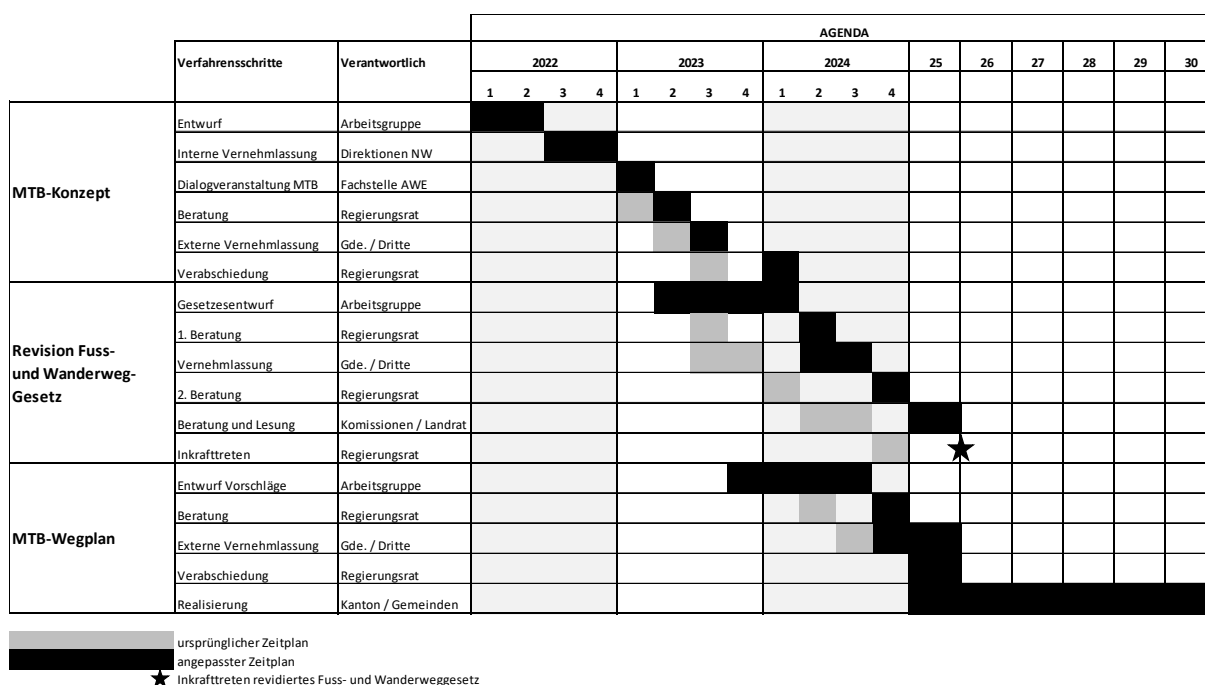 AGENDA
Verfahrensschritte Verantwortlich 2022 2023 2024 25 26 27 28 29 30
1 2 3 4 1 2 3 4 1 2 3 4
MTB-Konzept
Entwurf Arbeitsgruppe
Interne Vernehmlassung Direktionen NW
Dialogveranstaltung MTB Fachstelle AWE
Beratung Regierungsrat
Externe Vernehmlassung Gde. / Dritte
Verabschiedung Regierungsrat
Revision Fuss-
und Wanderweg-
Gesetz
Gesetzesentwurf Arbeitsgruppe
1. Beratung Regierungsrat
Vernehmlassung Gde. / Dritte
2. Beratung Regierungsrat
Beratung und Lesung Komissionen / Landrat
Inkrafttreten Regierungsrat
MTB-Wegplan
Entwurf Vorschläge Arbeitsgruppe
Beratung Regierungsrat
Externe Vernehmlassung Gde. / Dritte
Verabschiedung Regierungsrat
Realisierung Kanton / Gemeinden
ursprünglicher Zeitplan
angepasster Zeitplan
Inkrafttreten revidiertes Fuss- und Wanderweggesetz